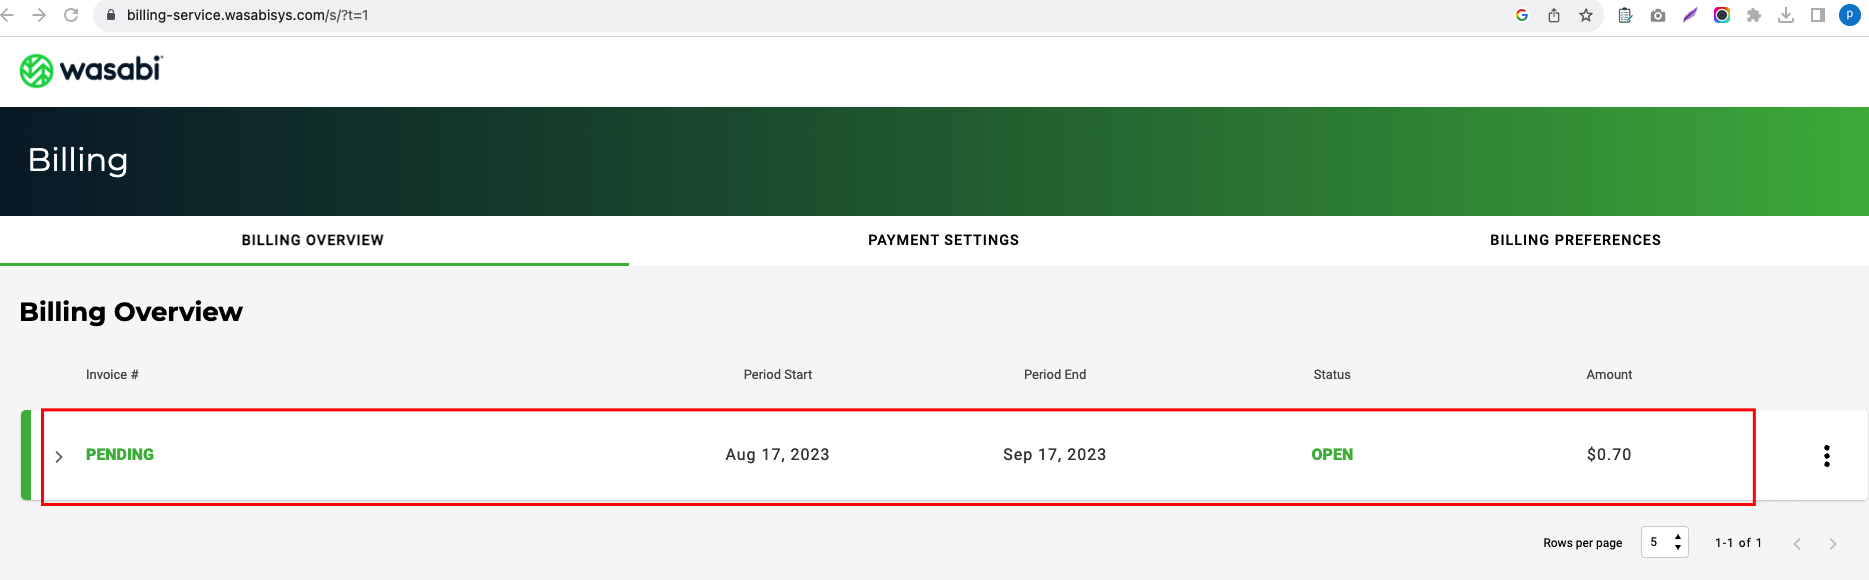 billing-service.wasabisys.com/s/?t=1
P
wasabi
Billing
BILLING OVERVIEW
PAYMENT SETTINGS
BILLING PREFERENCES
Billing Overview
Invoice # Period Start Period End Status Amount
PENDING Aug 17, 2023 Sep 17, 2023 OPEN $0.70
Rows per page 5 1-1 of 1